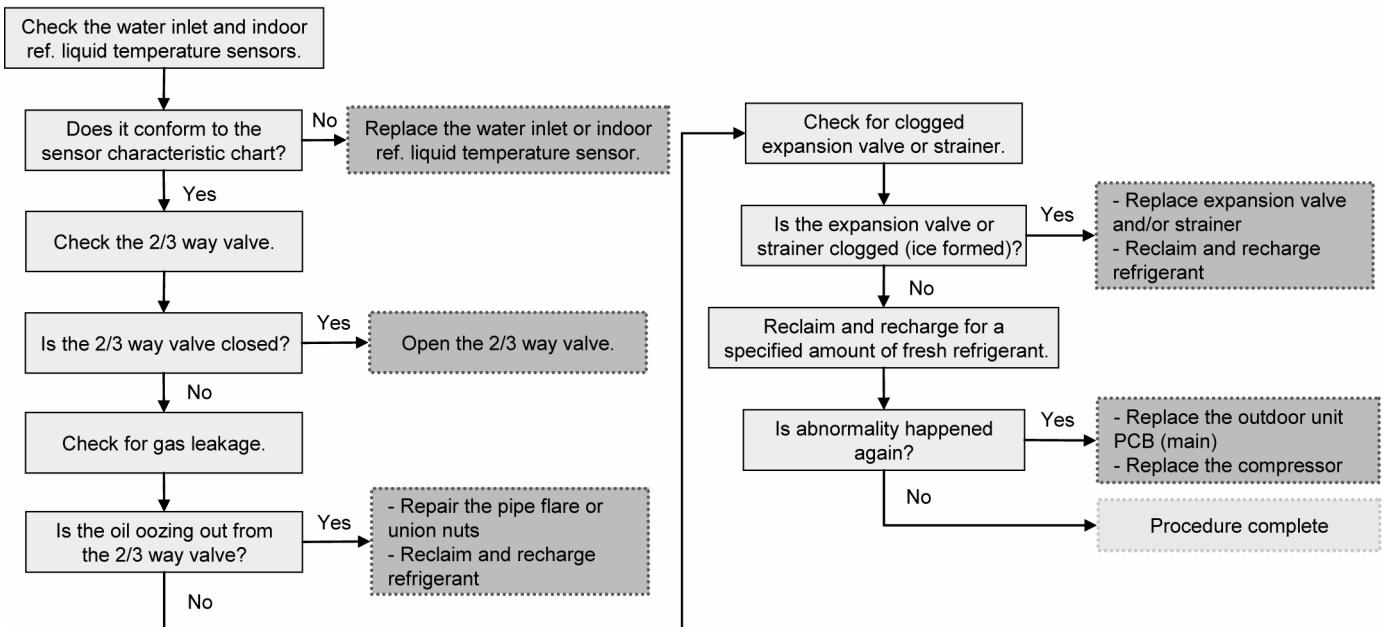 Check the water inlet and indoor
ref. liquid temperature sensors.
Does it conform to the
sensor characteristic chart?
No
Replace the water inlet or indoor
ref. liquid temperature sensor.
Yes
Check the 2/3 way valve.
Is the 2/3 way valve closed?
Yes
Open the 2/3 way valve.
No
Check for gas leakage.
Is the oil oozing out from
the 2/3 way valve?
Yes
- Repair the pipe flare or
union nuts
- Reclaim and recharge
refrigerant
No
Check for clogged
expansion valve or strainer.
Is the expansion valve or
strainer clogged (ice formed)?
Yes
- Replace expansion valve
and/or strainer
- Reclaim and recharge
refrigerant
No
Reclaim and recharge for a
specified amount of fresh refrigerant.
Is abnormality happened
again?
Yes
- Replace the outdoor unit
PCB (main)
- Replace the compressor
No
Procedure complete